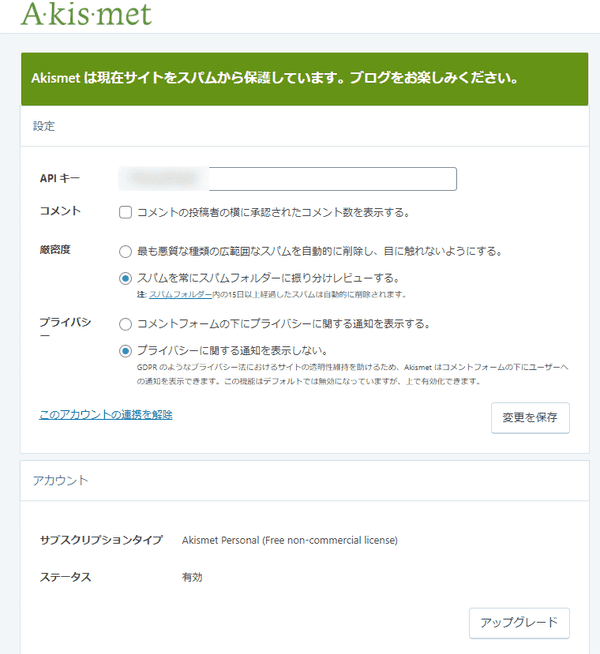 A·kis·met
Akismet は現在サイトをスパムから保護しています。ブログをお楽しみください。
設定
API キー
コメント
コメントの投稿者の横に承認されたコメント数を表示する。
厳密度
最も悪質な種類の広範囲なスパムを自動的に削除し、目に触れないようにする。
スパムを常にスパムフォルダーに振り分けレビューする。
注: スパムフォルダー内の15日以上経過したスパムは自動的に削除されます。
プライバシ
ー
コメントフォームの下にプライバシーに関する通知を表示する。
プライバシーに関する通知を表示しない。
GDPR のようなプライバシー法におけるサイトの透明性維持を助けるため、Akismet はコメントフォームの下にユーザーへ
の通知を表示できます。この機能はデフォルトでは無効になっていますが、上で有効化できます。
このアカウントの連携を解除
変更を保存
アカウント
サブスクリプションタイプ
Akismet Personal (Free non-commercial license)
ステータス
有効
アップグレード